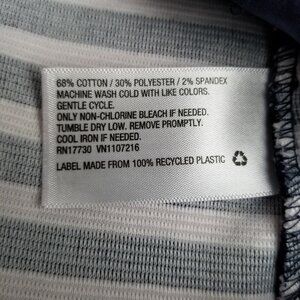 68% COTTON / 30% POLYESTER / 2% SPANDEX
MACHINE WASH COLD WITH LIKE COLORS.
GENTLE CYCLE.
ONLY NON-CHLORINE BLEACH IF NEEDED.
TUMBLE DRY LOW. REMOVE PROMPTLY.
COOL IRON IF NEEDED.
RN17730 VN1107216
LABEL MADE FROM 100% RECYCLED PLASTIC